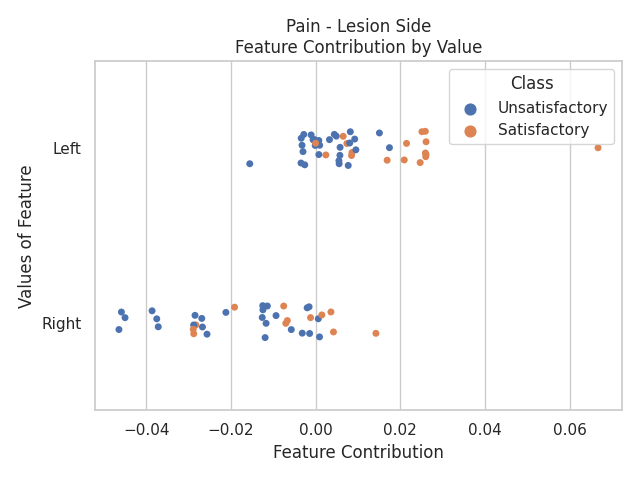 Pain - Lesion Side
Feature Contribution by Value
Class
Unsatisfactory
Satisfactory
Values of Feature
Left
Right
−0.04
−0.02
0.00
0.02
0.04
0.06
Feature Contribution